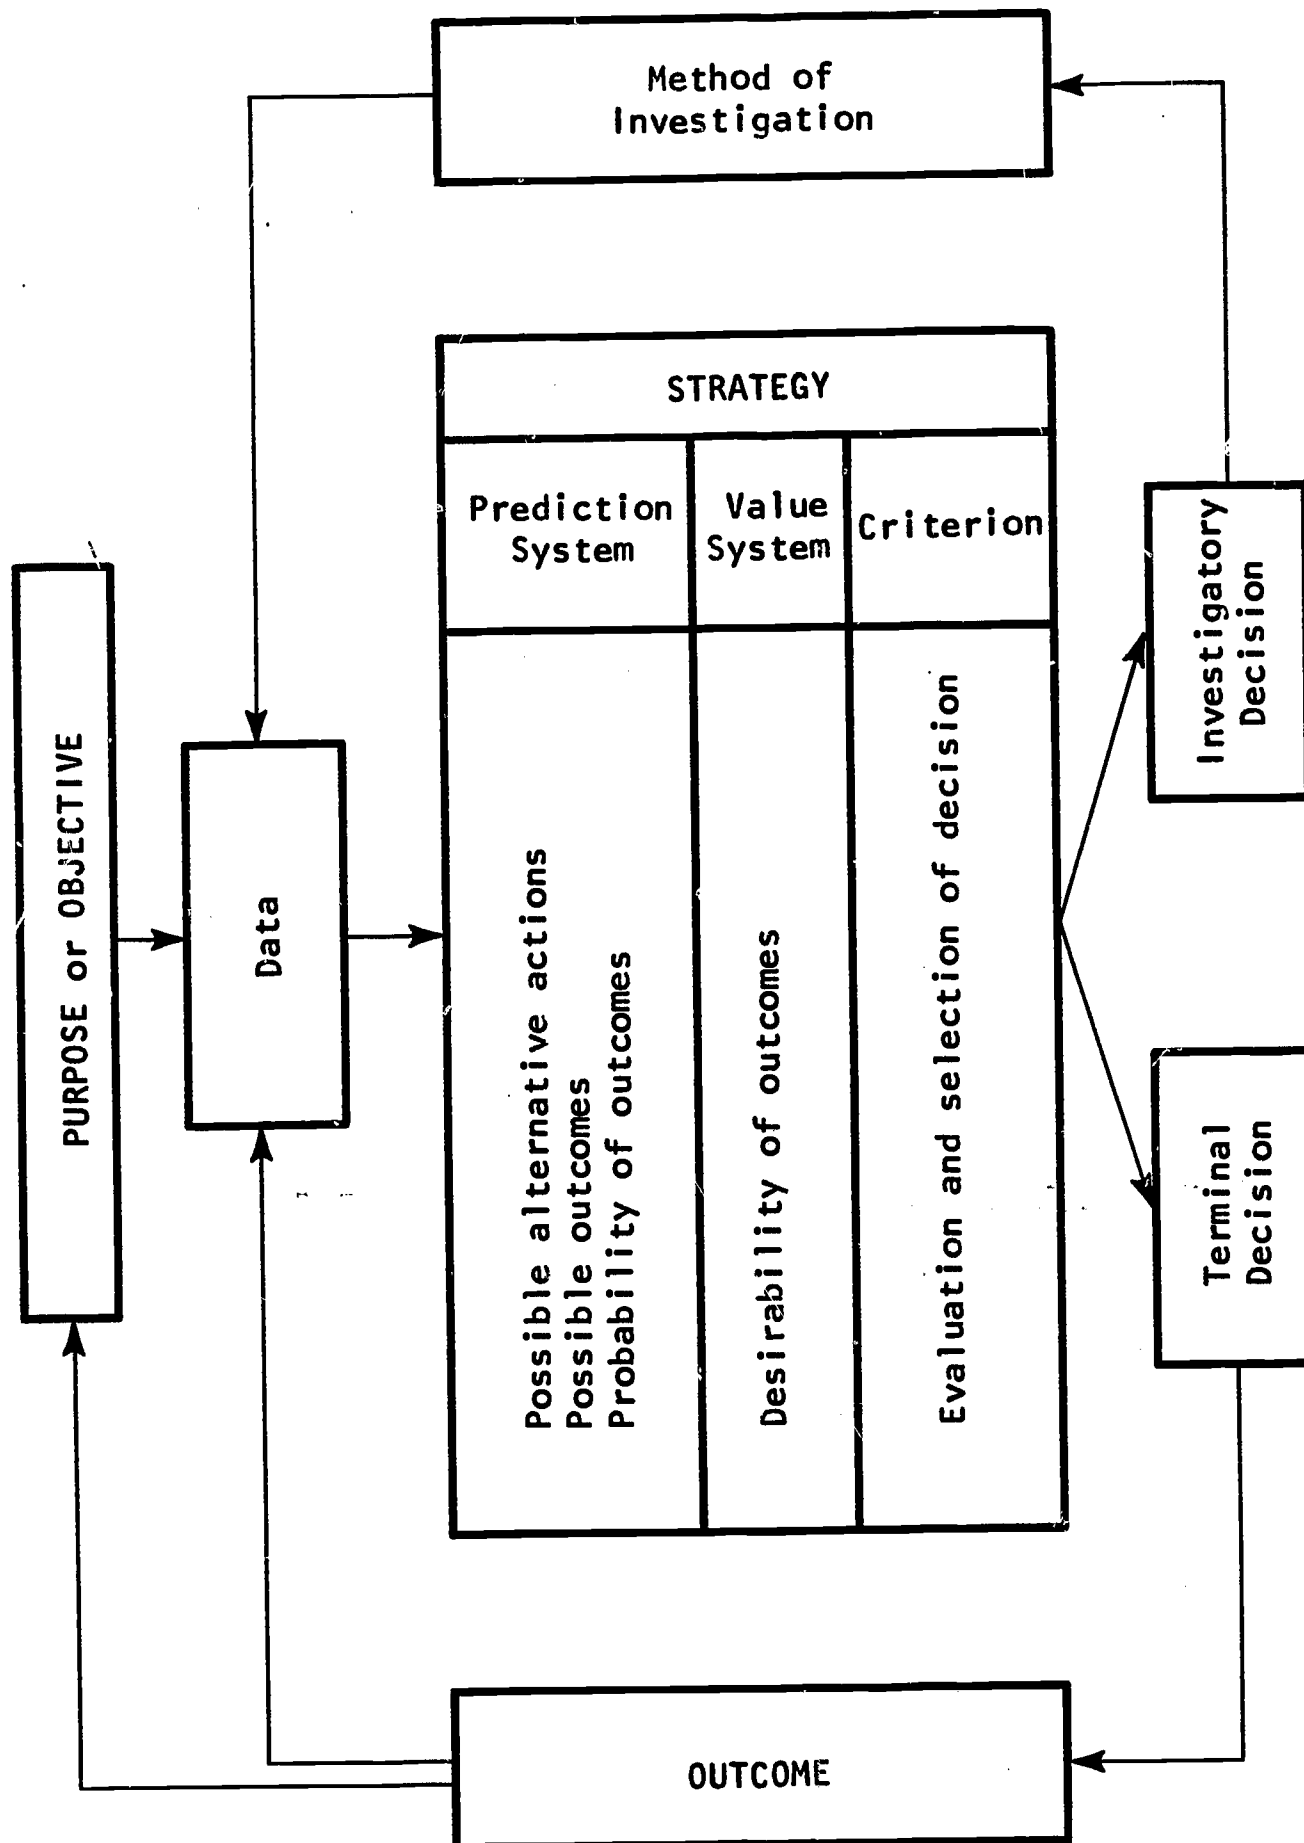 Method of
Investigation
STRATEGY
Prediction
System
Value
System
Criterion
PURPOSE or OBJECTIVE
Data
Possible alternative actions
Possible outcomes
Probability of outcomes
Desirability of outcomes
Evaluation and selection of decision
Investigatory
Decision
Terminal
Decision
OUTCOME